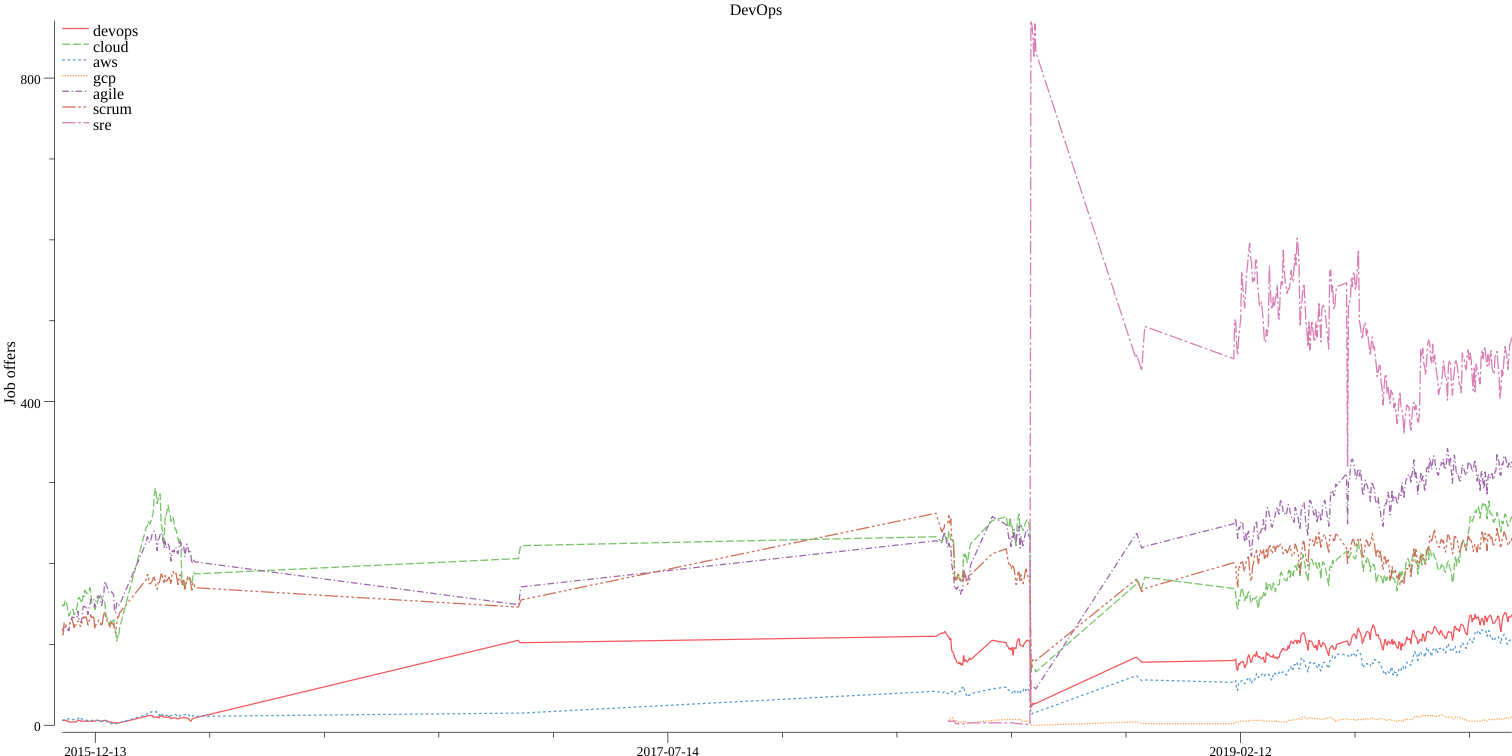 DevOps
devops
cloud
aws
gcp
agile
scrum
sre
800
400
0
Job offers
2015-12-13
2017-07-14
2019-02-12